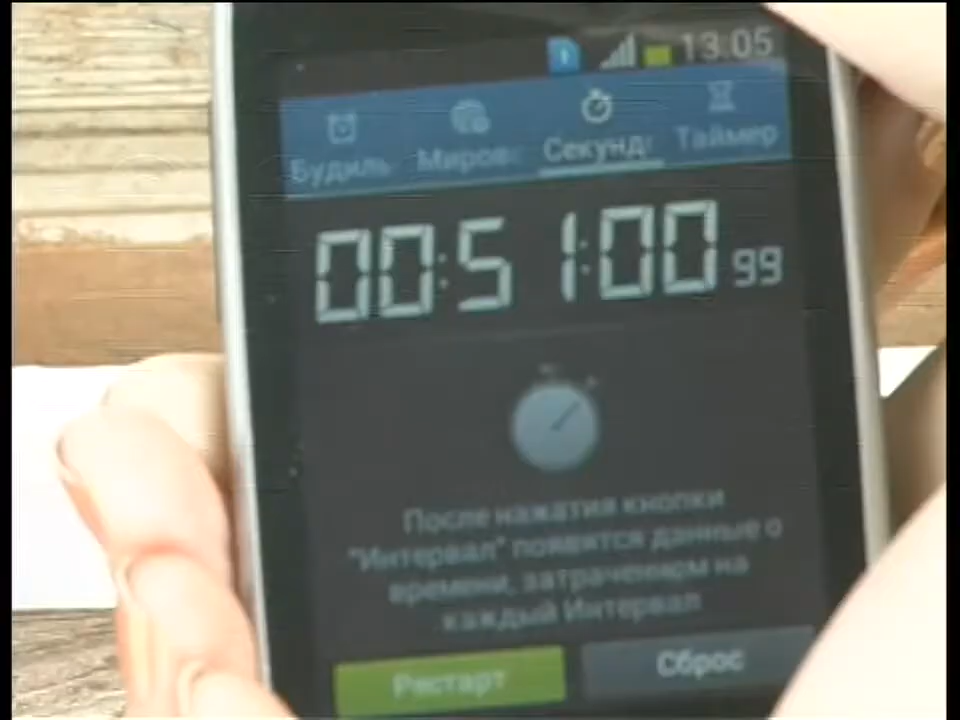 13:05
Будиль
Миров
Секунд
Таймер
00:51:00 99
После нажатия кнопки
"Интервал" появятся данные о
времени, затраченном на
каждый Интервал
Рестарт
Сброс